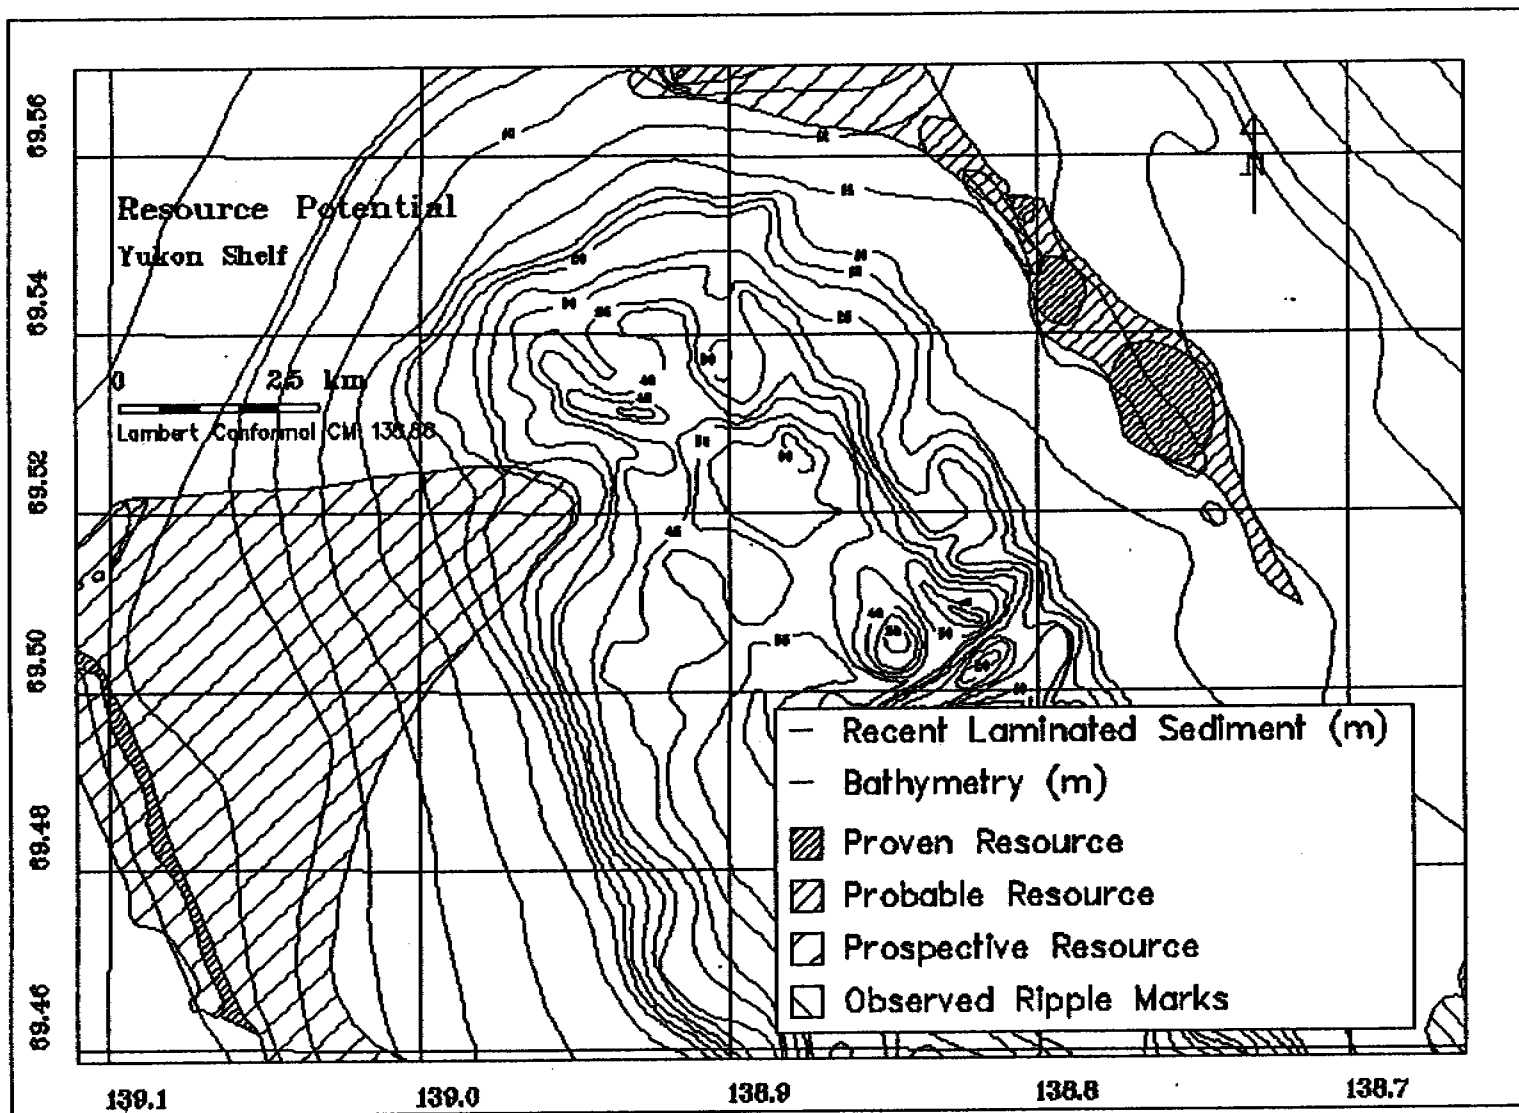 69.56
Resource Potential
Yukon Shelf
N
69.54
0 2.5 km
Lambert Conformal CM 138.88
69.52
69.50
Recent Laminated Sediment (m)
Bathymetry (m)
69.48
Proven Resource
Probable Resource
Prospective Resource
69.46
Observed Ripple Marks
139.1 139.0 138.9 138.8 138.7